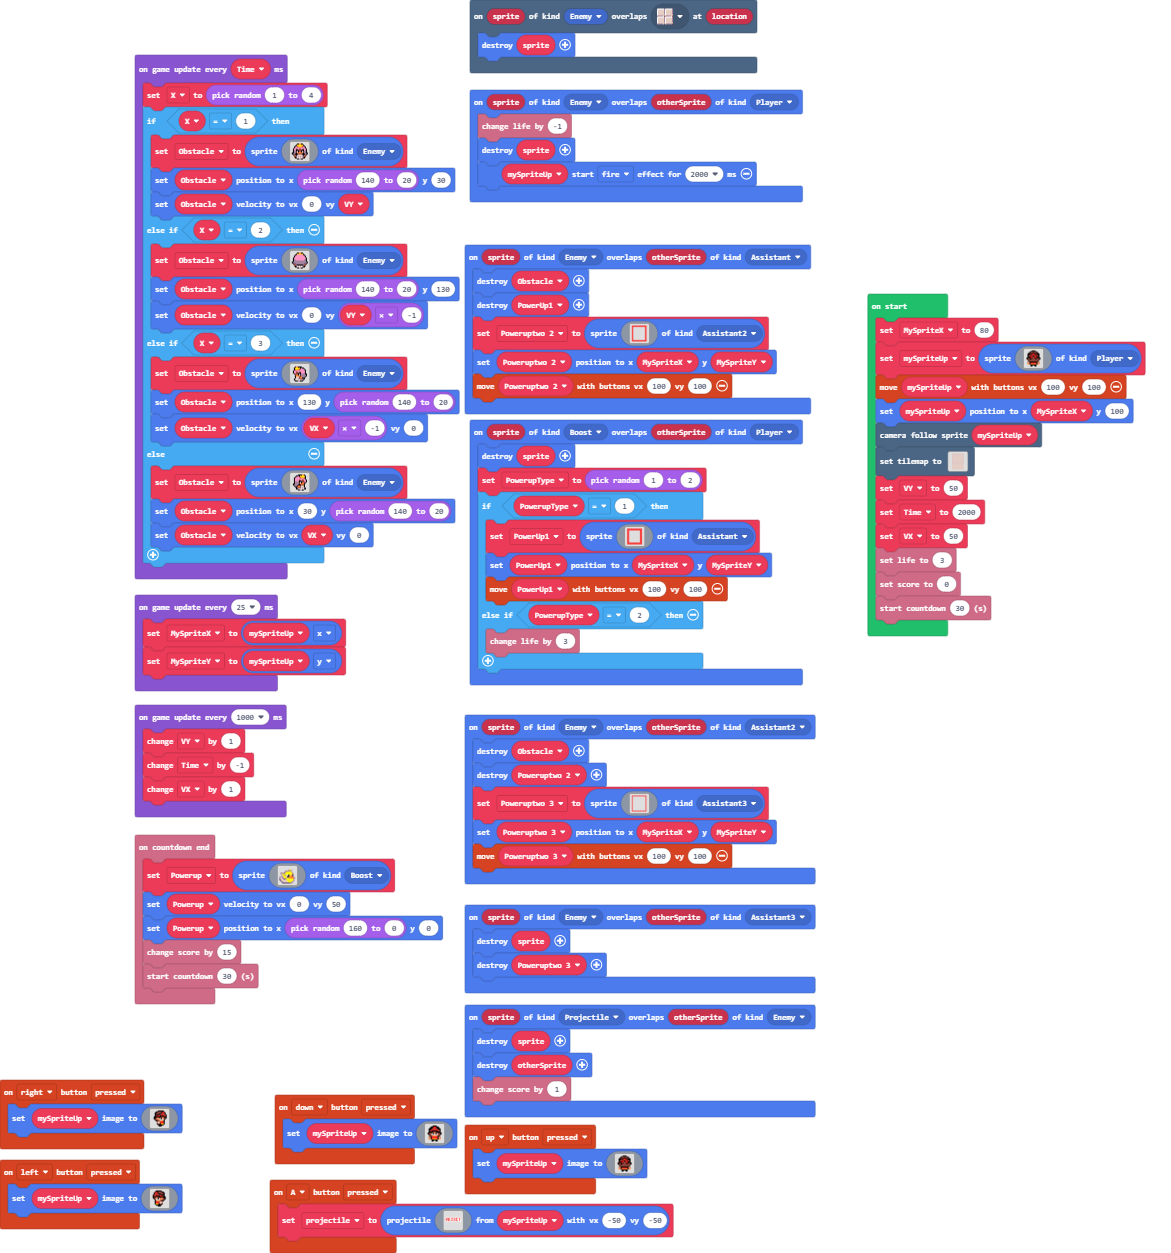 on sprite of kind Enemy overlaps at location
destroy sprite
on game update every Time ms
set X to pick random 1 to 4
if X = 1 then
set Obstacle to sprite of kind Enemy
set Obstacle position to x pick random 140 to 20 y 30
set Obstacle velocity to vx 0 vy VY
else if X = 2 then
set Obstacle to sprite of kind Enemy
set Obstacle position to x pick random 140 to 20 y 130
set Obstacle velocity to vx 0 vy VY × -1
else if X = 3 then
set Obstacle to sprite of kind Enemy
set Obstacle position to x 130 y pick random 140 to 20
set Obstacle velocity to vx VX × -1 vy 0
else
set Obstacle to sprite of kind Enemy
set Obstacle position to x 30 y pick random 140 to 20
set Obstacle velocity to vx VX vy 0
on game update every 25 ms
set MySpriteX to mySpriteUp x
set MySpriteY to mySpriteUp y
on game update every 1000 ms
change VY by 1
change Time by -1
change VX by 1
on countdown end
set Powerup to sprite of kind Boost
set Powerup velocity to vx 0 vy 50
set Powerup position to x pick random 160 to 0 y 0
change score by 15
start countdown 30 (s)
on right button pressed
set mySpriteUp image to
on left button pressed
set mySpriteUp image to
on down button pressed
set mySpriteUp image to
on A button pressed
set projectile to projectile from mySpriteUp with vx -50 vy -50
on sprite of kind Enemy overlaps otherSprite of kind Player
change life by -1
destroy sprite
mySpriteUp start fire effect for 2000 ms
on sprite of kind Enemy overlaps otherSprite of kind Assistant
destroy Obstacle
destroy PowerUp1
set Poweruptwo 2 to sprite of kind Assistant2
set Poweruptwo 2 position to x MySpriteX y MySpriteY
move Poweruptwo 2 with buttons vx 100 vy 100
on sprite of kind Boost overlaps otherSprite of kind Player
destroy sprite
set PowerupType to pick random 1 to 2
if PowerupType = 1 then
set PowerUp1 to sprite of kind Assistant
set PowerUp1 position to x MySpriteX y MySpriteY
move PowerUp1 with buttons vx 100 vy 100
else if PowerupType = 2 then
change life by 3
on sprite of kind Enemy overlaps otherSprite of kind Assistant2
destroy Obstacle
destroy Poweruptwo 2
set Poweruptwo 3 to sprite of kind Assistant3
set Poweruptwo 3 position to x MySpriteX y MySpriteY
move Poweruptwo 3 with buttons vx 100 vy 100
on sprite of kind Enemy overlaps otherSprite of kind Assistant3
destroy sprite
destroy Poweruptwo 3
on sprite of kind Projectile overlaps otherSprite of kind Enemy
destroy sprite
destroy otherSprite
change score by 1
on up button pressed
set mySpriteUp image to
on start
set MySpriteX to 80
set mySpriteUp to sprite of kind Player
move mySpriteUp with buttons vx 100 vy 100
set mySpriteUp position to x MySpriteX y 100
camera follow sprite mySpriteUp
set tilemap to
set VY to 50
set Time to 2000
set VX to 50
set life to 3
set score to 0
start countdown 30 (s)